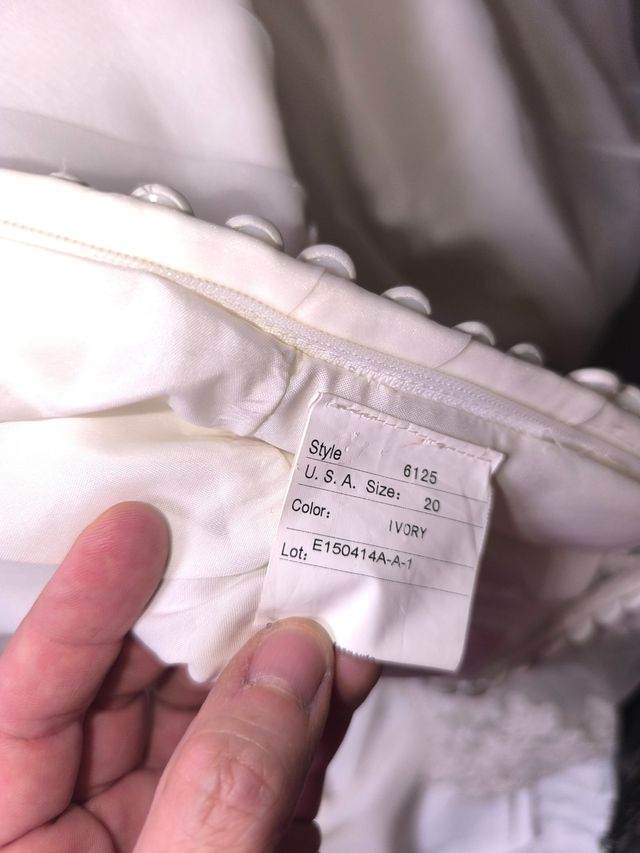 Style 6125
U. S. A. Size: 20
Color: IVORY
Lot: E150414A-A-1